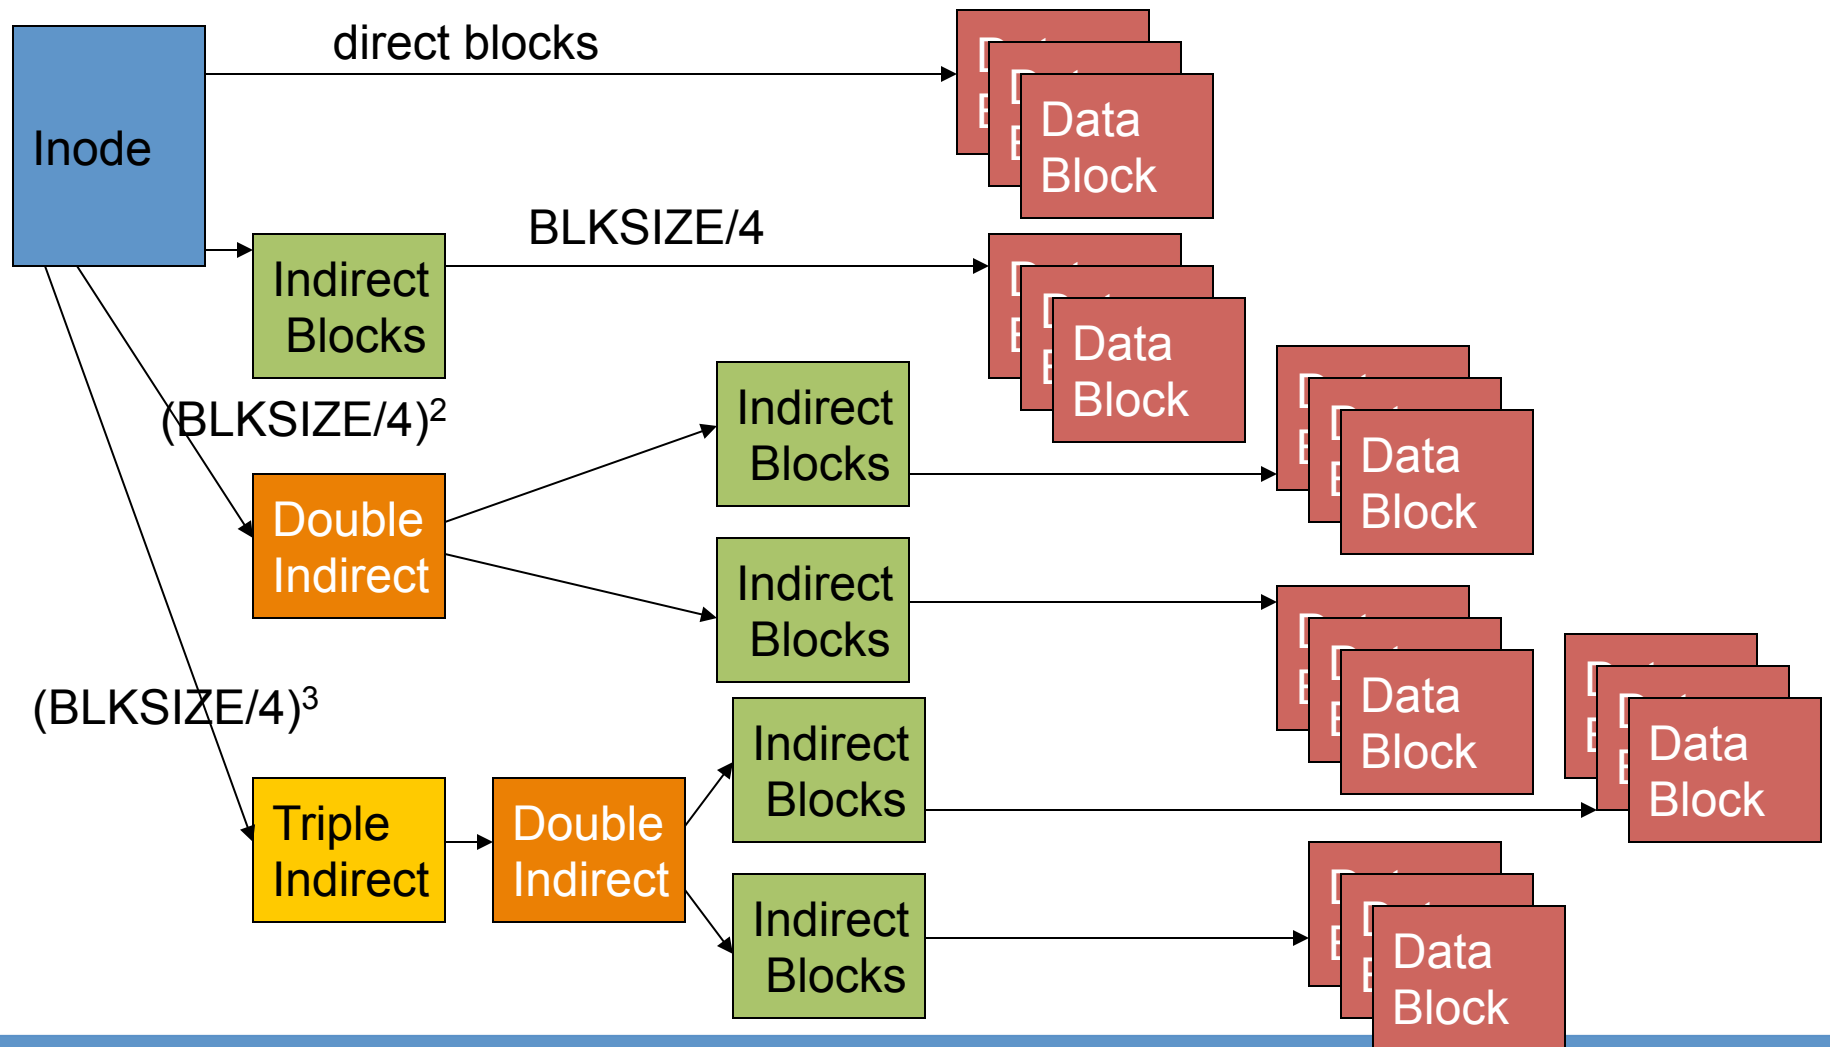 direct blocks
Inode
Data
Block
BLKSIZE/4
Indirect
Blocks
Data
Block
(BLKSIZE/4)2
Indirect
Blocks
Data
Block
Double
Indirect
Indirect
Blocks
Data
Block
(BLKSIZE/4)3
Indirect
Blocks
Data
Block
Triple
Indirect
Double
Indirect
Indirect
Blocks
Data
Block